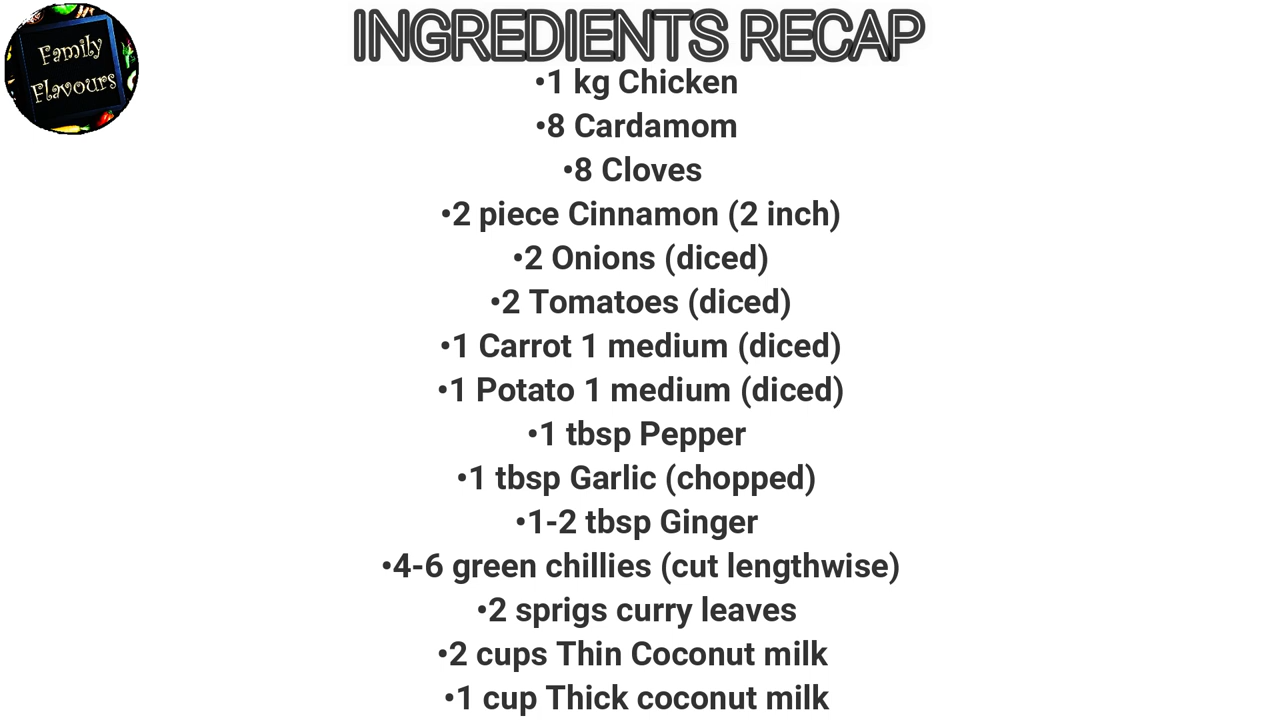 Family
Flavours
INGREDIENTS RECAP
•1 kg Chicken
•8 Cardamom
•8 Cloves
•2 piece Cinnamon (2 inch)
•2 Onions (diced)
•2 Tomatoes (diced)
•1 Carrot 1 medium (diced)
•1 Potato 1 medium (diced)
•1 tbsp Pepper
•1 tbsp Garlic (chopped)
•1-2 tbsp Ginger
•4-6 green chillies (cut lengthwise)
•2 sprigs curry leaves
•2 cups Thin Coconut milk
•1 cup Thick coconut milk